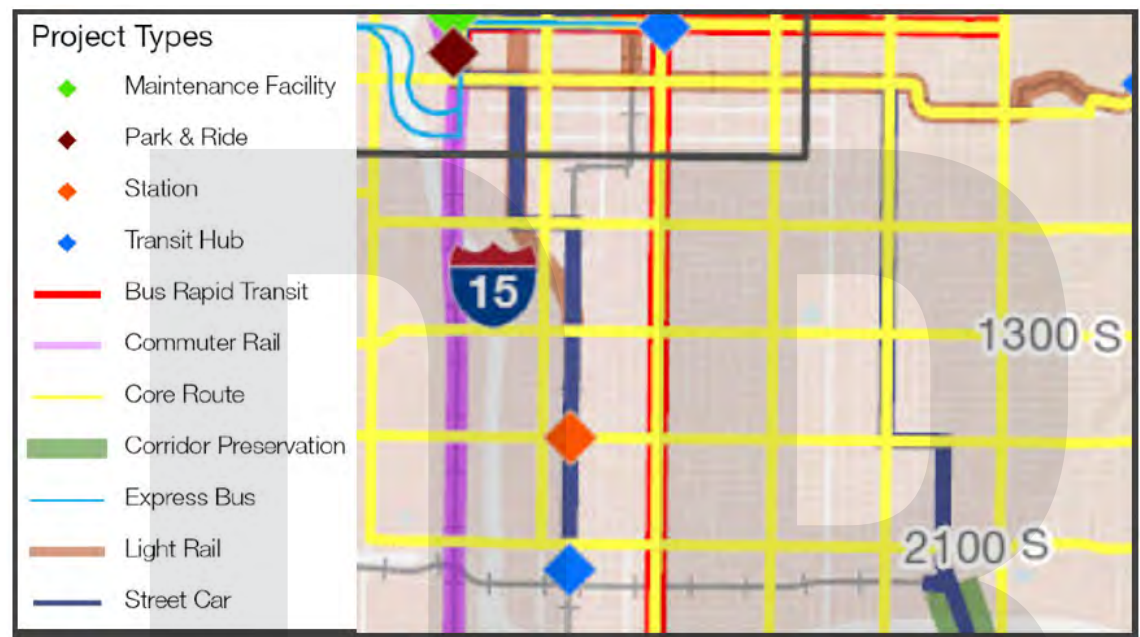 Project Types
Maintenance Facility
Park & Ride
Station
Transit Hub
Bus Rapid Transit
Commuter Rail
Core Route
Corridor Preservation
Express Bus
Light Rail
Street Car
15
1300 S
2100 S